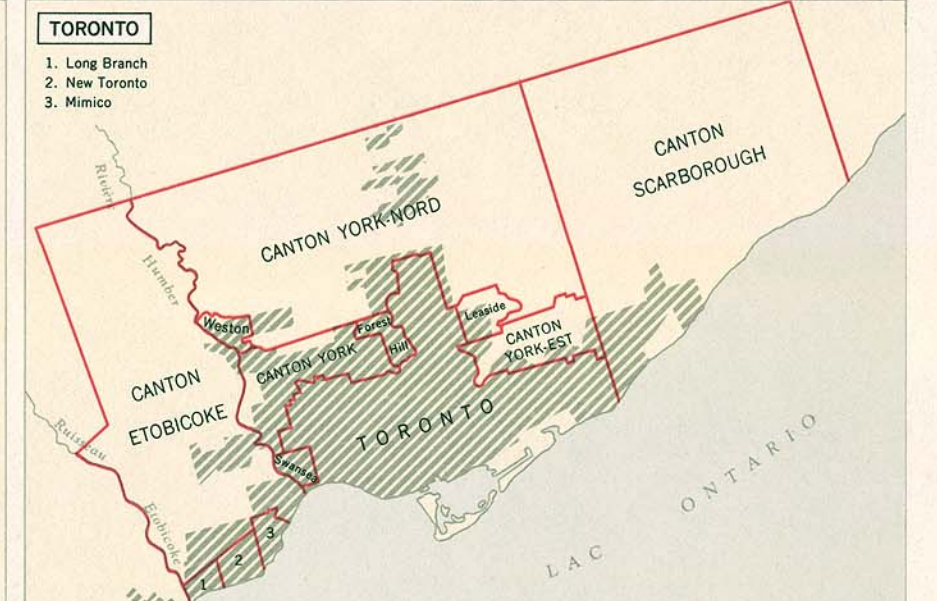 TORONTO
1. Long Branch
2. New Toronto
3. Mimico
CANTON
SCARBOROUGH
Rivière
CANTON YORK-NORD
Humber
Weston
Forest
Hill
Leaside
CANTON
YORK-EST
CANTON YORK
CANTON
ETOBICOKE
TORONTO
Ruisseau
Swansea
Etobicoke
LAC ONTARIO
1
2
3